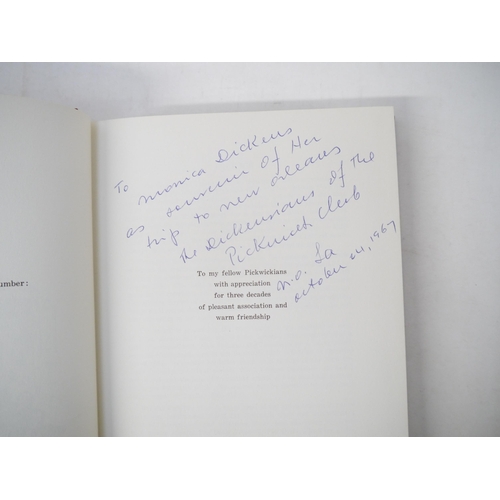 umber:
To Monica Dickens
as souvenir of Her
trip to New Orleans
The Dickensians of the
Pickwick Club
N.O. La
October 04, 1967
To my fellow Pickwickians
with appreciation
for three decades
of pleasant association and
warm friendship